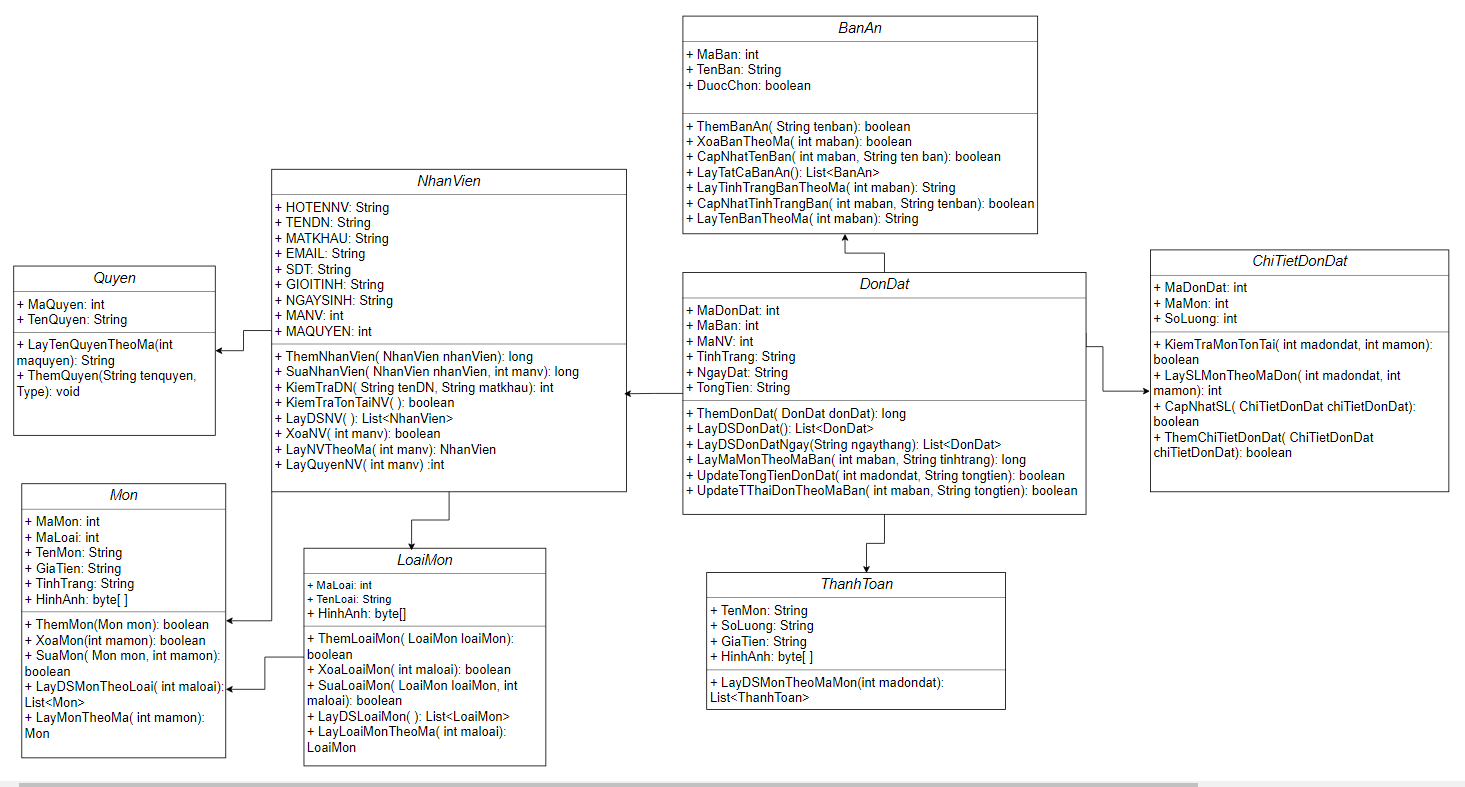 BanAn
+ MaBan: int
+ TenBan: String
+ DuocChon: boolean
+ ThemBanAn( String tenban): boolean
+ XoaBanTheoMa( int maban): boolean
+ CapNhatTenBan( int maban, String ten ban): boolean
+ LayTatCaBanAn(): List<BanAn>
+ LayTinhTrangBanTheoMa( int maban): String
+ CapNhatTinhTrangBan( int maban, String tenban): boolean
+ LayTenBanTheoMa( int maban): String
NhanVien
+ HOTENNV: String
+ TENDN: String
+ MATKHAU: String
+ EMAIL: String
+ SDT: String
+ GIOITINH: String
+ NGAYSINH: String
+ MANV: int
+ MAQUYEN: int
+ ThemNhanVien( NhanVien nhanVien): long
+ SuaNhanVien( NhanVien nhanVien, int manv): long
+ KiemTraDN( String tenDN, String matkhau): int
+ KiemTraTonTaiNV( ): boolean
+ LayDSNV( ): List<NhanVien>
+ XoaNV( int manv): boolean
+ LayNVTheoMa( int manv): NhanVien
+ LayQuyenNV( int manv) :int
Quyen
+ MaQuyen: int
+ TenQuyen: String
+ LayTenQuyenTheoMa(int
maquyen): String
+ ThemQuyen(String tenquyen,
Type): void
DonDat
+ MaDonDat: int
+ MaBan: int
+ MaNV: int
+ TinhTrang: String
+ NgayDat: String
+ TongTien: String
+ ThemDonDat( DonDat donDat): long
+ LayDSDonDat(): List<DonDat>
+ LayDSDonDatNgay(String ngaythang): List<DonDat>
+ LayMaMonTheoMaBan( int maban, String tinhtrang): long
+ UpdateTongTienDonDat( int madondat, String tongtien): boolean
+ UpdateTThaiDonTheoMaBan( int maban, String tongtien): boolean
ChiTietDonDat
+ MaDonDat: int
+ MaMon: int
+ SoLuong: int
+ KiemTraMonTonTai( int madondat, int mamon):
boolean
+ LaySLMonTheoMaDon( int madondat, int
mamon): int
+ CapNhatSL( ChiTietDonDat chiTietDonDat):
boolean
+ ThemChiTietDonDat( ChiTietDonDat
chiTietDonDat): boolean
Mon
+ MaMon: int
+ MaLoai: int
+ TenMon: String
+ GiaTien: String
+ TinhTrang: String
+ HinhAnh: byte[ ]
+ ThemMon(Mon mon): boolean
+ XoaMon(int mamon): boolean
+ SuaMon( Mon mon, int mamon):
boolean
+ LayDSMonTheoLoai( int maloai):
List<Mon>
+ LayMonTheoMa( int mamon):
Mon
LoaiMon
+ MaLoai: int
+ TenLoai: String
+ HinhAnh: byte[]
+ ThemLoaiMon( LoaiMon loaiMon):
boolean
+ XoaLoaiMon( int maloai): boolean
+ SuaLoaiMon( LoaiMon loaiMon, int
maloai): boolean
+ LayDSLoaiMon( ): List<LoaiMon>
+ LayLoaiMonTheoMa( int maloai):
LoaiMon
ThanhToan
+ TenMon: String
+ SoLuong: String
+ GiaTien: String
+ HinhAnh: byte[ ]
+ LayDSMonTheoMaMon(int madondat):
List<ThanhToan>